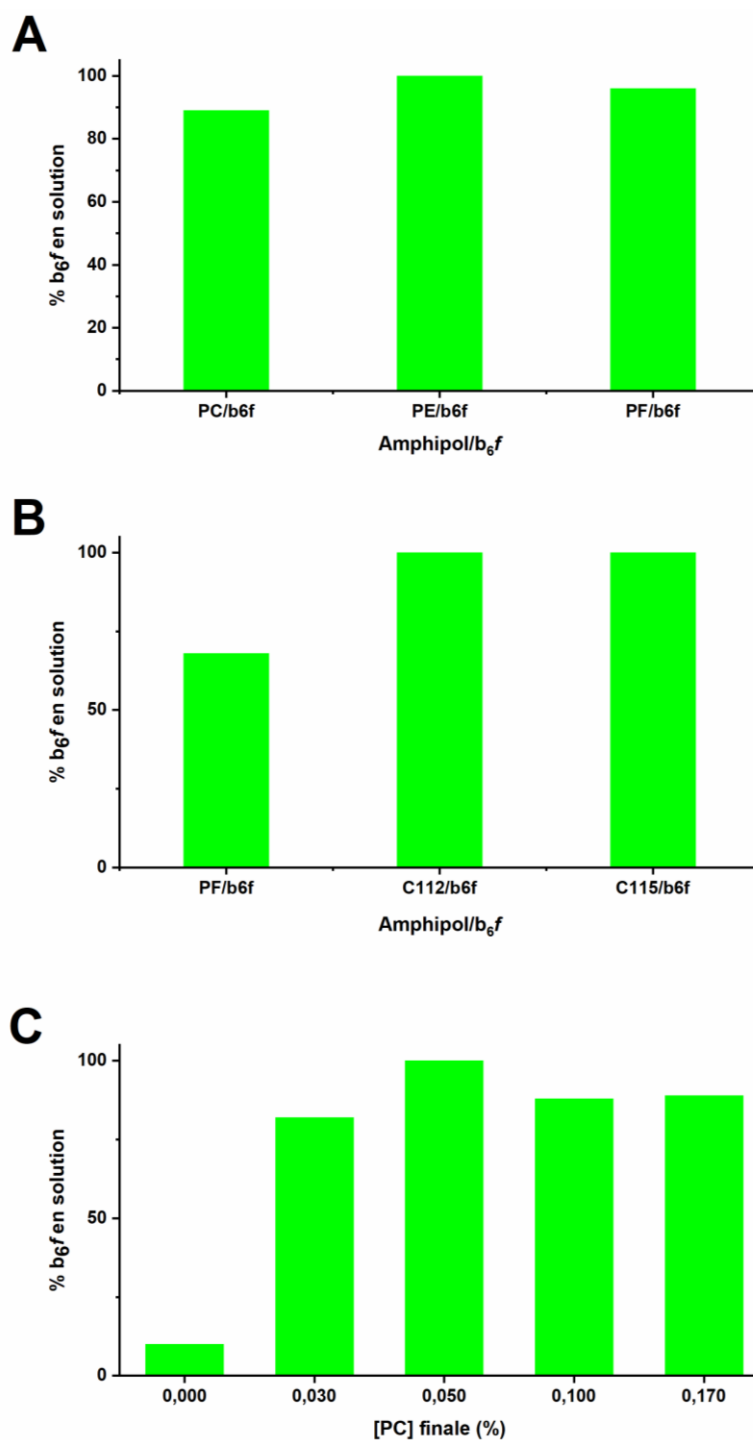 A
% b6f en solution
100
80
60
40
20
0
PC/b6f PE/b6f PF/b6f
Amphipol/b₆f
B
% b6f en solution
100
50
0
PF/b6f C112/b6f C115/b6f
Amphipol/b₆f
C
% b6f en solution
100
50
0
0,000 0,030 0,050 0,100 0,170
[PC] finale (%)